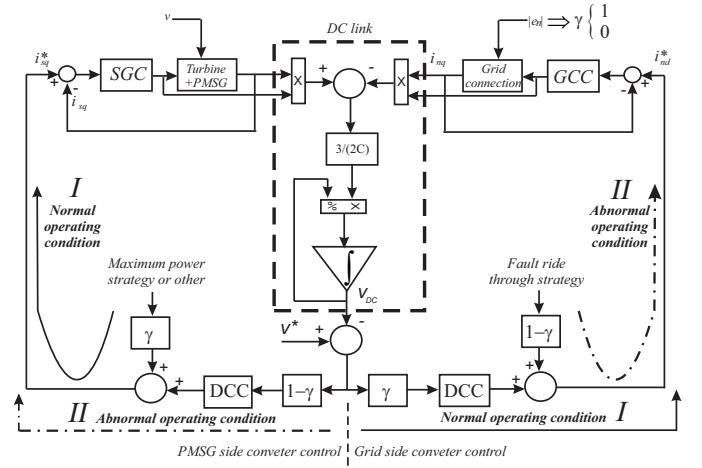 v
DC link
|e_n| ⇒ γ { 1
0
i*_sq
+
-
i_sq
SGC
Turbine
+PMSG
X
+
-
X
i_nq
Grid
connection
GCC
+
-
i*_nd
3/(2C)
% X
∫
V_DC
I
Normal
operating
condition
II
Abnormal
operating
condition
Maximum power
strategy or other
Fault ride
through strategy
γ
1-γ
V*
+
-
+
+
DCC
1-γ
γ
DCC
+
+
II Abnormal operating condition
Normal operating condition I
PMSG side conveter control
Grid side conveter control